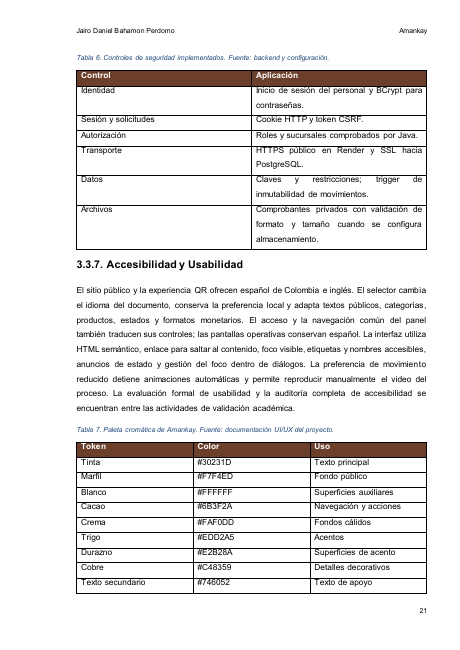 Jairo Daniel Bahamon Perdomo Amankay
Tabla 6. Controles de seguridad implementados. Fuente: backend y configuración.
Control Aplicación
Identidad Inicio de sesión del personal y BCrypt para
contraseñas.
Sesión y solicitudes Cookie HTTP y token CSRF.
Autorización Roles y sucursales comprobados por Java.
Transporte HTTPS público en Render y SSL hacia
PostgreSQL.
Datos Claves y restricciones; trigger de
inmutabilidad de movimientos.
Archivos Comprobantes privados con validación de
formato y tamaño cuando se configura
almacenamiento.
3.3.7. Accesibilidad y Usabilidad
El sitio público y la experiencia QR ofrecen español de Colombia e inglés. El selector cambia
el idioma del documento, conserva la preferencia local y adapta textos públicos, categorías,
productos, estados y formatos monetarios. El acceso y la navegación común del panel
también traducen sus controles; las pantallas operativas conservan español. La interfaz utiliza
HTML semántico, enlace para saltar al contenido, foco visible, etiquetas y nombres accesibles,
anuncios de estado y gestión del foco dentro de diálogos. La preferencia de movimiento
reducido detiene animaciones automáticas y permite reproducir manualmente el video del
proceso. La evaluación formal de usabilidad y la auditoría completa de accesibilidad se
encuentran entre las actividades de validación académica.
Tabla 7. Paleta cromática de Amankay. Fuente: documentación UI/UX del proyecto.
Token Color Uso
Tinta #30231D Texto principal
Marfil #F7F4ED Fondo público
Blanco #FFFFFF Superficies auxiliares
Cacao #6B3F2A Navegación y acciones
Crema #FAF0DD Fondos cálidos
Trigo #EDD2A5 Acentos
Durazno #E2B28A Superficies de acento
Cobre #C48359 Detalles decorativos
Texto secundario #746052 Texto de apoyo
21